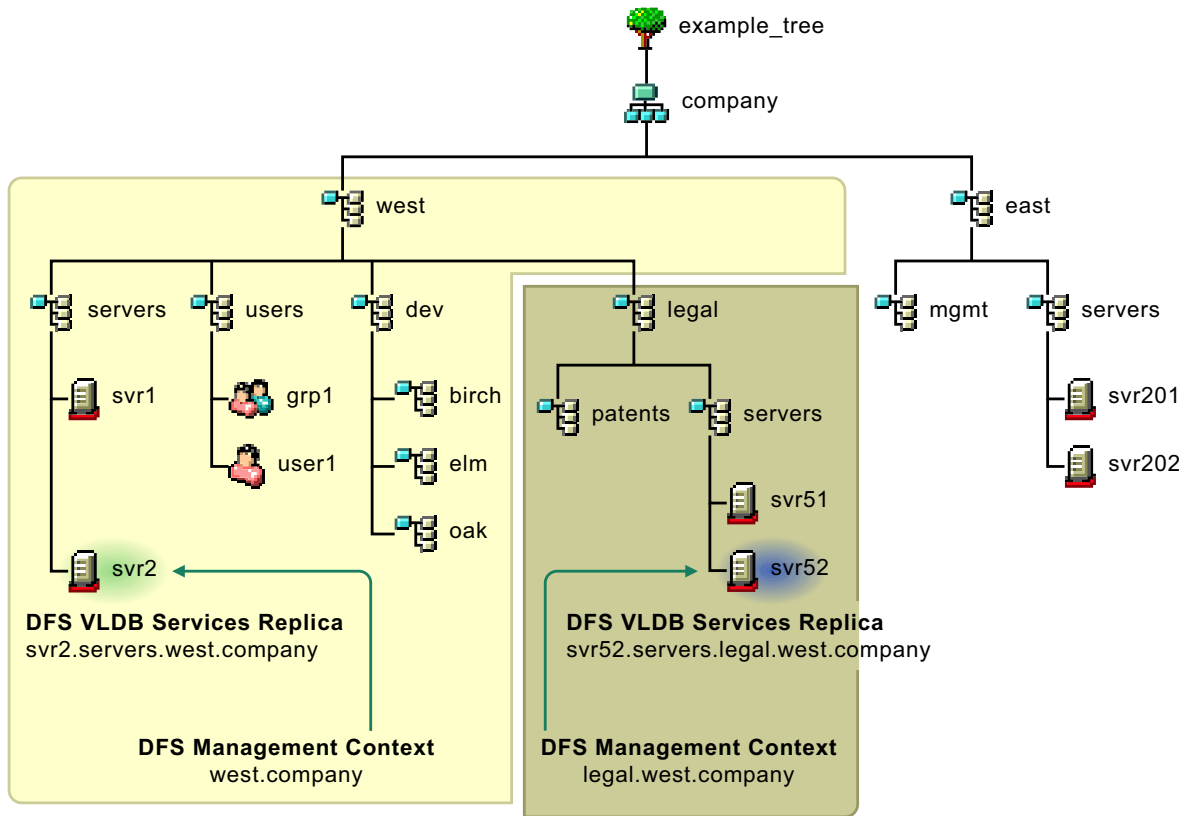 example_tree
company
west
east
servers
users
dev
legal
mgmt
servers
svr1
grp1
birch
patents
servers
svr201
user1
elm
svr202
svr51
oak
svr2
svr52
DFS VLDB Services Replica
svr2.servers.west.company
DFS VLDB Services Replica
svr52.servers.legal.west.company
DFS Management Context
west.company
DFS Management Context
legal.west.company